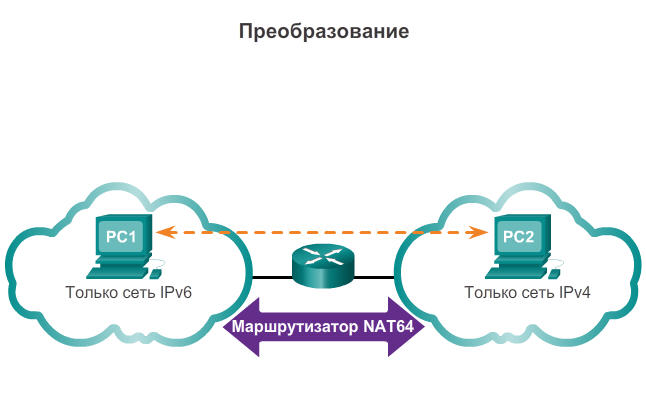 Преобразование
PC1
PC2
Только сеть IPv6
Только сеть IPv4
Маршрутизатор NAT64